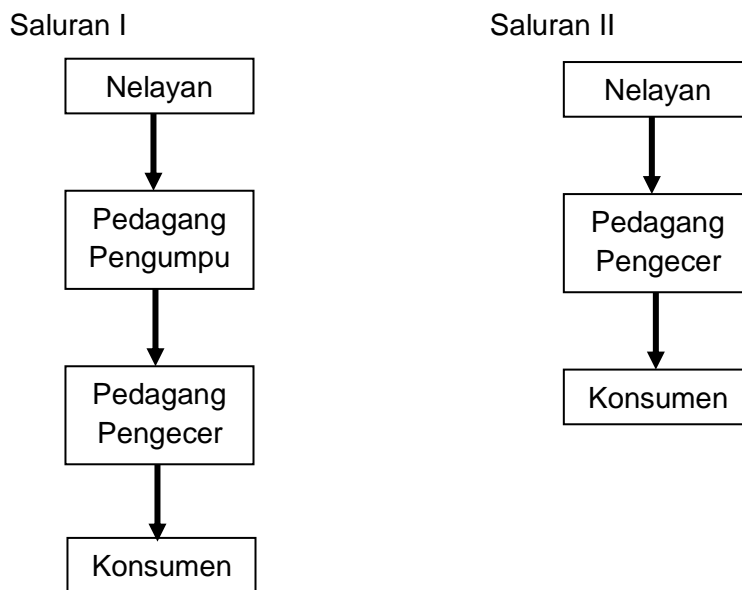 Saluran I
Nelayan
Pedagang
Pengumpu
Pedagang
Pengecer
Konsumen
Saluran II
Nelayan
Pedagang
Pengecer
Konsumen